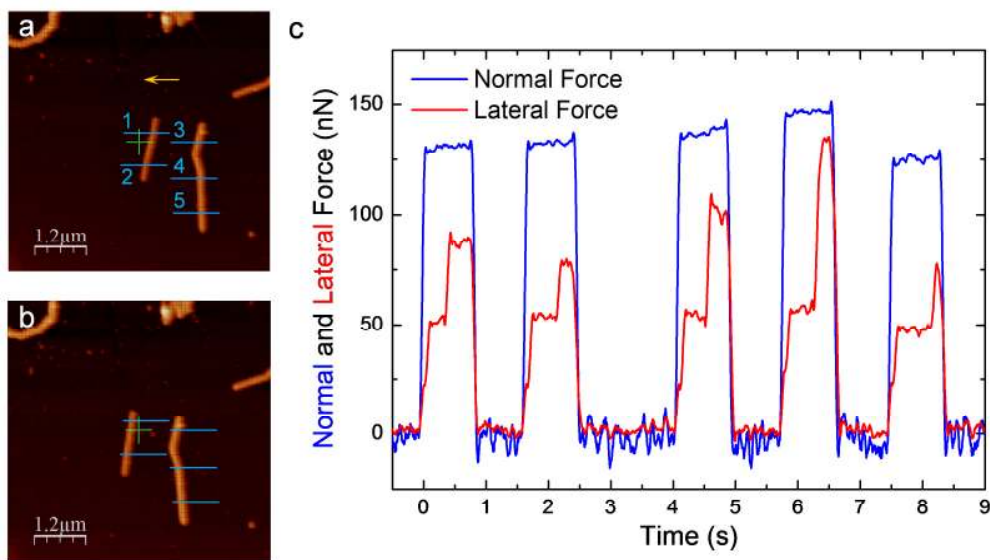 a
1
2
3
4
5
1.2µm
b
1.2µm
c
Normal and Lateral Force (nN)
150
100
50
0
Normal Force
Lateral Force
0 1 2 3 4 5 6 7 8 9
Time (s)